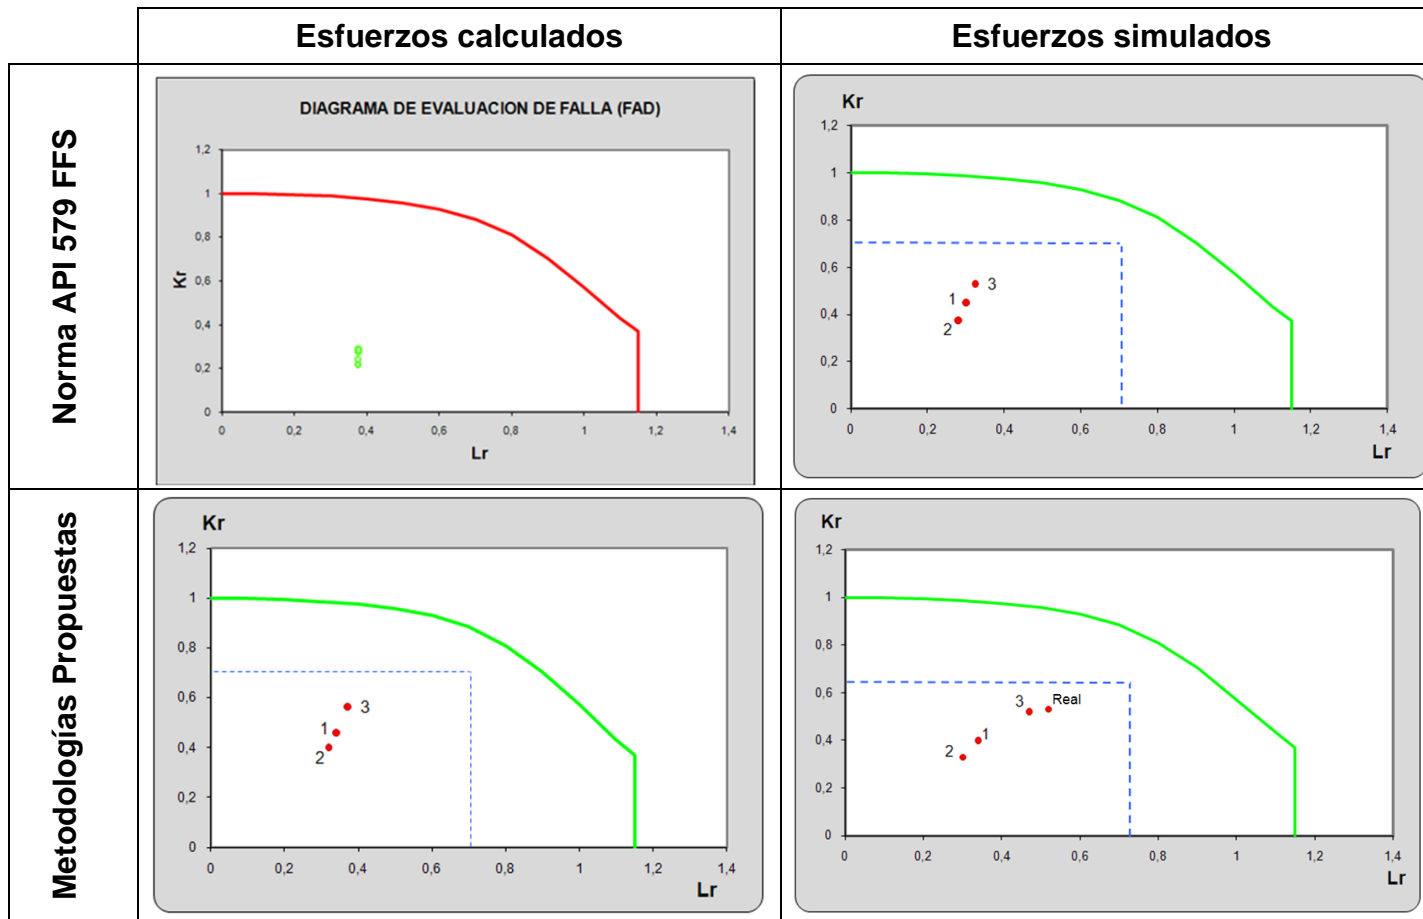 Esfuerzos calculados
Esfuerzos simulados
Norma API 579 FFS
DIAGRAMA DE EVALUACION DE FALLA (FAD)
Kr
1,2
1
0,8
0,6
0,4
0,2
0
0 0,2 0,4 0,6 0,8 1 1,2 1,4
Lr
Kr
1,2
1
0,8
0,6
0,4
0,2
0
3
1
2
0 0,2 0,4 0,6 0,8 1 1,2 1,4
Lr
Metodologías Propuestas
Kr
1,2
1
0,8
0,6
0,4
0,2
0
3
1
2
0 0,2 0,4 0,6 0,8 1 1,2 1,4
Lr
Kr
1,2
1
0,8
0,6
0,4
0,2
0
3 Real
1
2
0 0,2 0,4 0,6 0,8 1 1,2 1,4
Lr